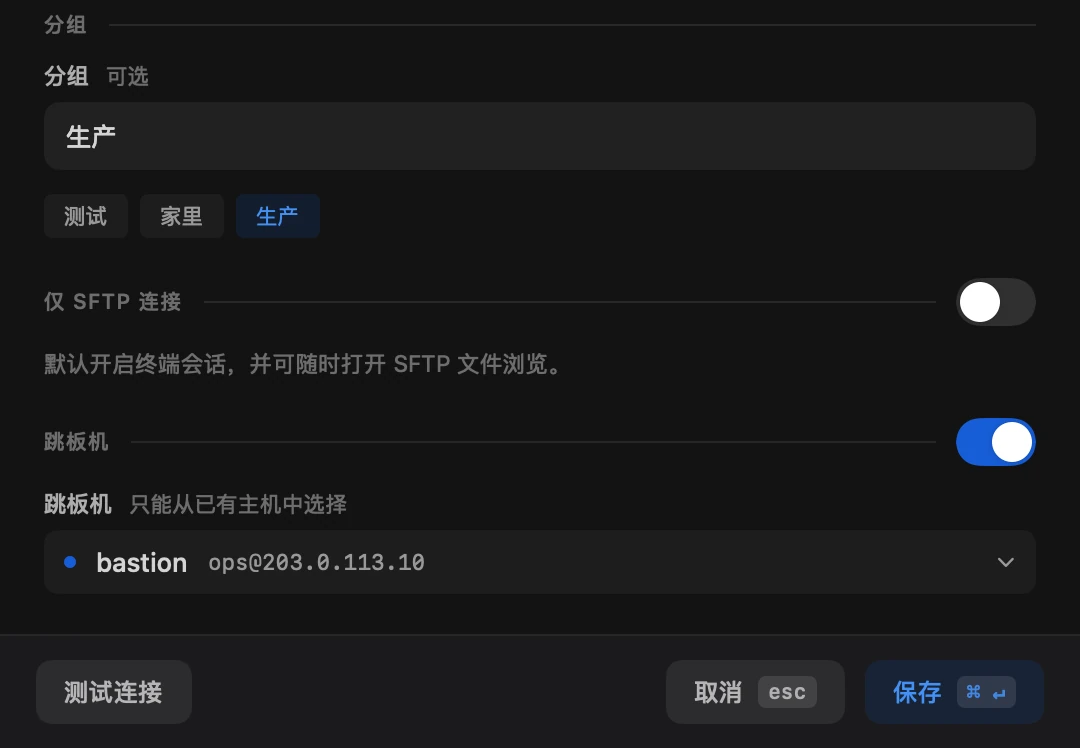 分组
分组 可选
生产
测试 家里 生产
仅 SFTP 连接
默认开启终端会话，并可随时打开 SFTP 文件浏览。
跳板机
跳板机 只能从已有主机中选择
bastion ops@203.0.113.10
测试连接 取消 esc 保存 ⌘ ↵